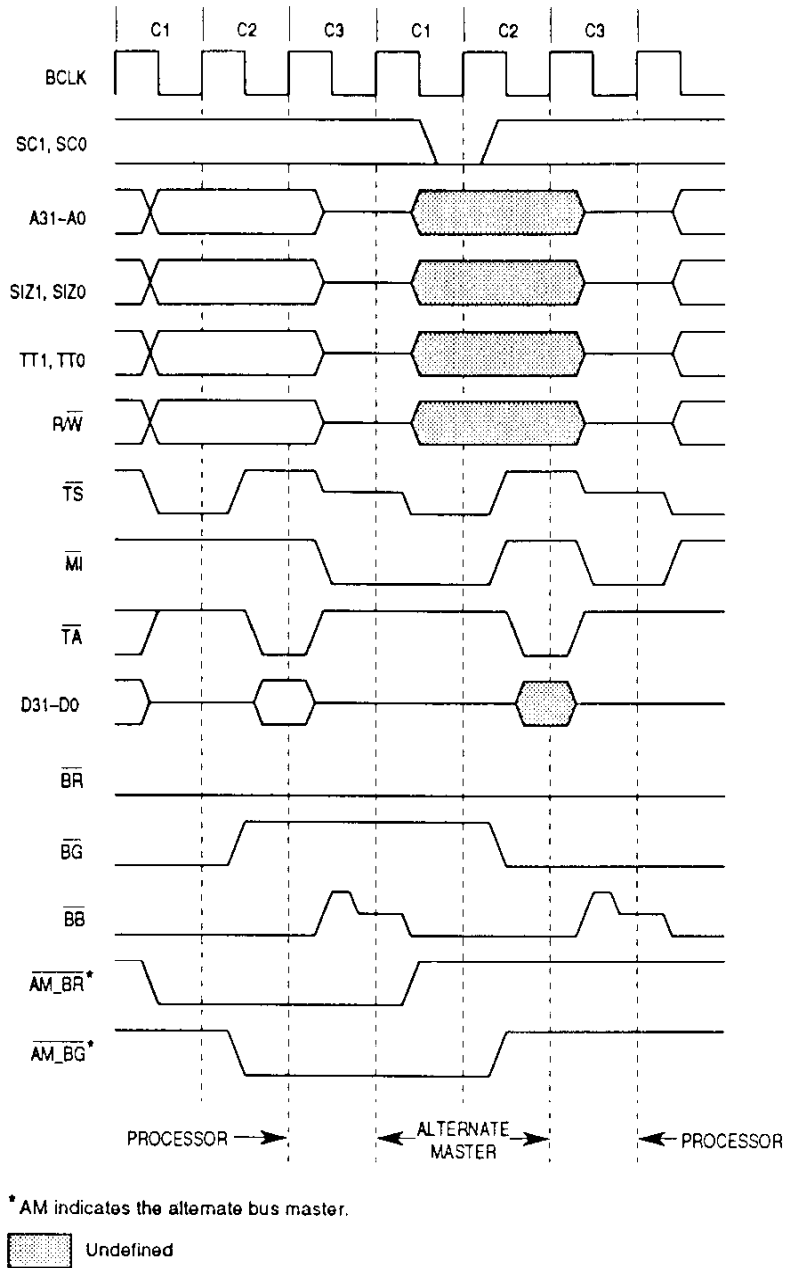 C1 C2 C3 C1 C2 C3
BCLK
SC1, SC0
A31–A0
SIZ1, SIZ0
TT1, TT0
R/W
TS
MI
TA
D31–D0
BR
BG
BB
AM_BR*
AM_BG*
PROCESSOR ALTERNATE MASTER PROCESSOR
* AM indicates the alternate bus master.
Undefined